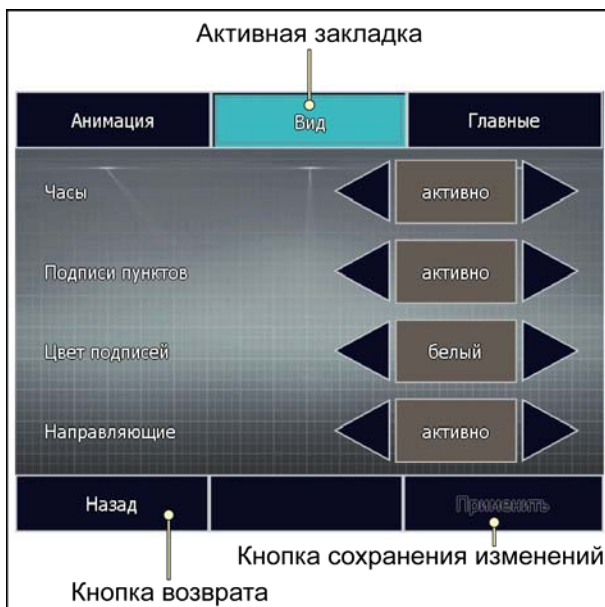 Активная закладка
Анимация Вид Главные
Часы активно
Подписи пунктов активно
Цвет подписей белый
Направляющие активно
Назад Применить
Кнопка сохранения изменений
Кнопка возврата